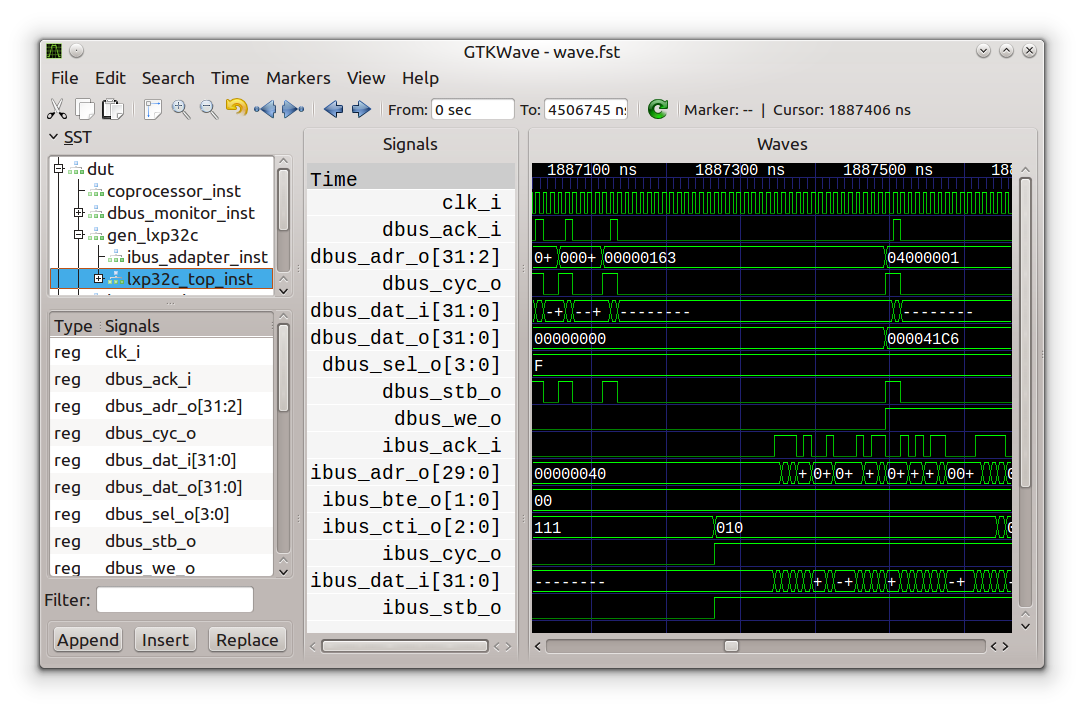 GTKWave - wave.fst
File Edit Search Time Markers View Help
From: 0 sec To: 4506745 n Marker: -- | Cursor: 1887406 ns
SST
dut
coprocessor_inst
dbus_monitor_inst
gen_lxp32c
ibus_adapter_inst
lxp32c_top_inst
Type Signals
reg clk_i
reg dbus_ack_i
reg dbus_adr_o[31:2]
reg dbus_cyc_o
reg dbus_dat_i[31:0]
reg dbus_dat_o[31:0]
reg dbus_sel_o[3:0]
reg dbus_stb_o
reg dbus_we_o
Filter:
Append Insert Replace
Signals
Time
clk_i
dbus_ack_i
dbus_adr_o[31:2]
dbus_cyc_o
dbus_dat_i[31:0]
dbus_dat_o[31:0]
dbus_sel_o[3:0]
dbus_stb_o
dbus_we_o
ibus_ack_i
ibus_adr_o[29:0]
ibus_bte_o[1:0]
ibus_cti_o[2:0]
ibus_cyc_o
ibus_dat_i[31:0]
ibus_stb_o
Waves
1887100 ns 1887300 ns 1887500 ns 188
0+ 000+ 00000163 04000001
-+ --+ -------- --------
00000000 000041C6
F
00000040 + 0+ 0+ + 0+ + + 00+
00
111 010
-------- + -+ + -+